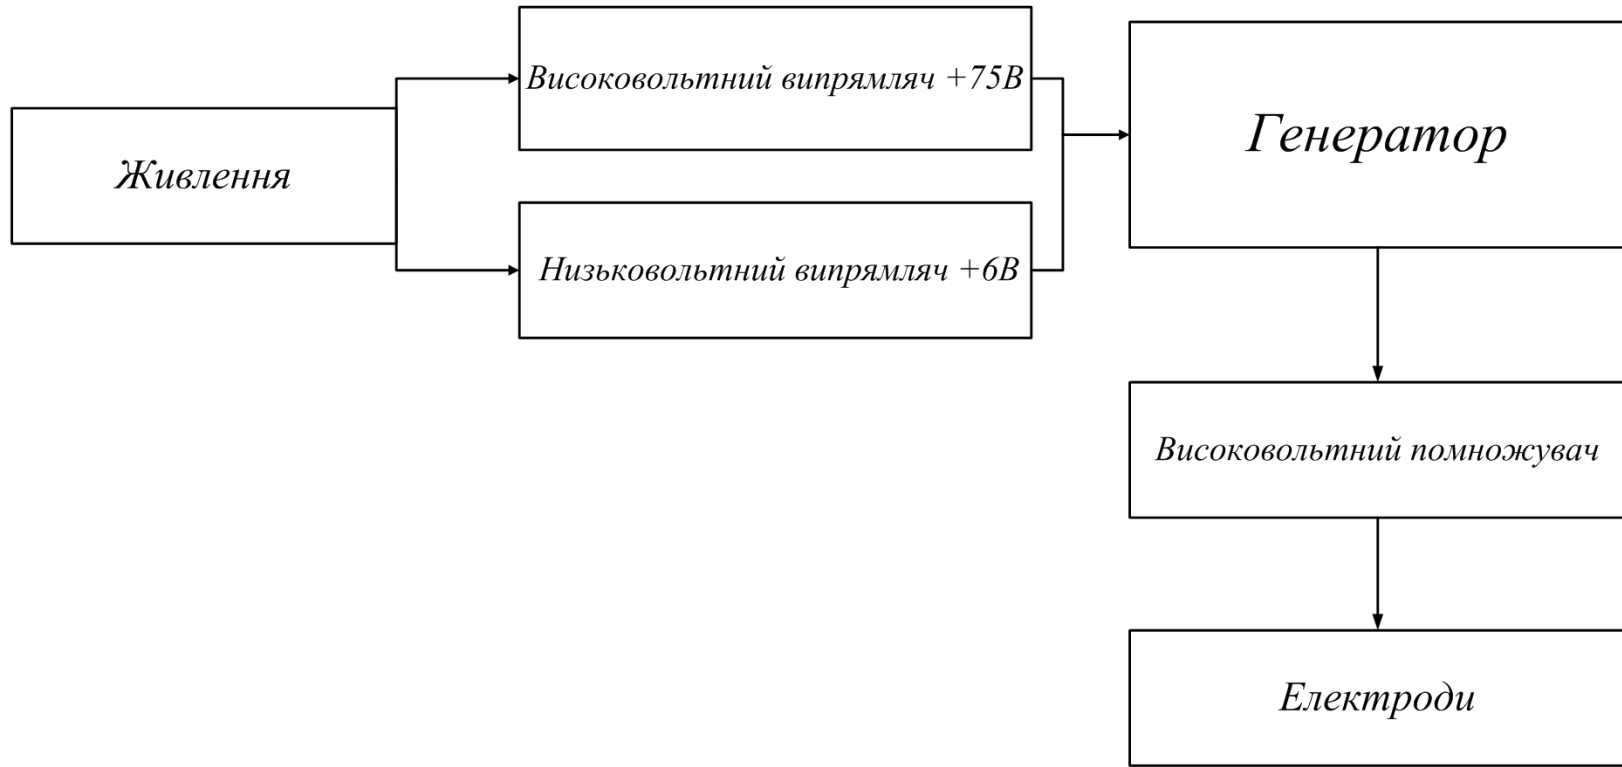 Живлення
Високовольтний випрямляч +75В
Низьковольтний випрямляч +6В
Генератор
Високовольтний помножувач
Електроди